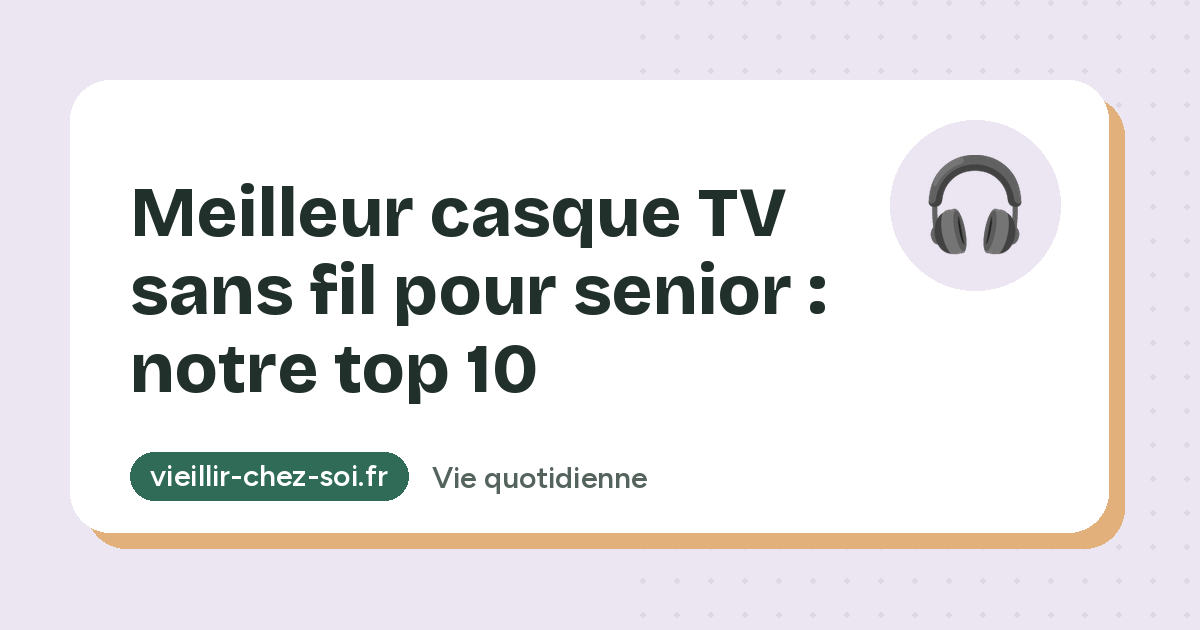 Meilleur casque TV
sans fil pour senior :
notre top 10
vieillir-chez-soi.fr
Vie quotidienne